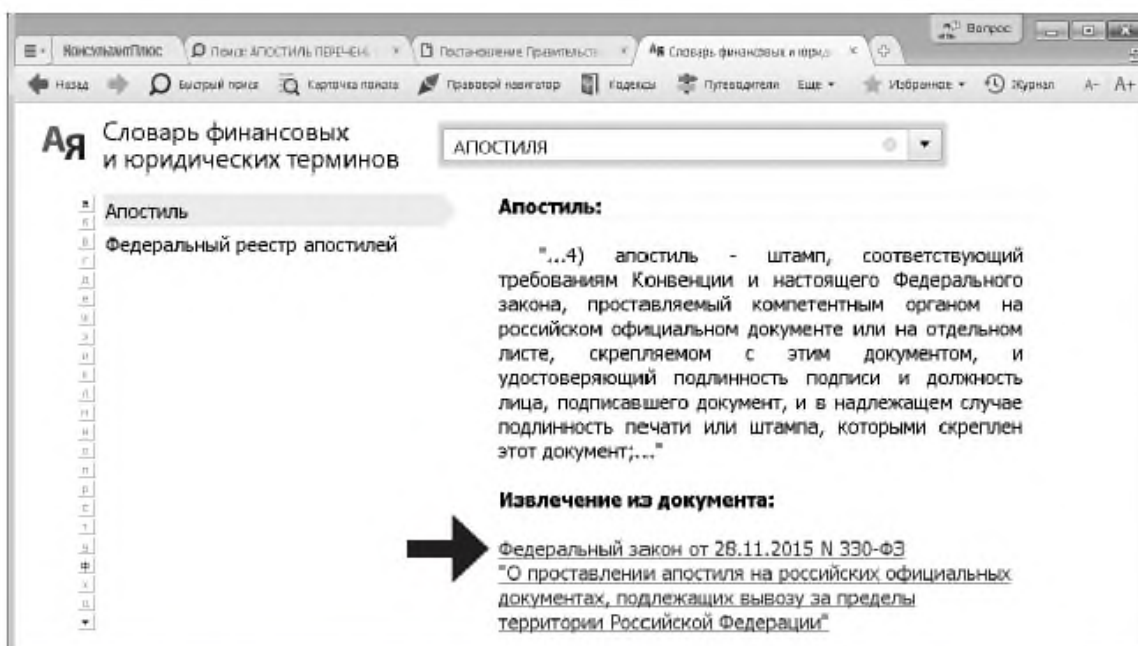 Вопрос
КонсультантПлюс
Поиск: АПОСТИЛЬ ПЕРЕЧЕНЬ
Постановление Правительств
Ая Словарь финансовых и юрид
Назад
Быстрый поиск
Карточка поиска
Правовой навигатор
Кодексы
Путеводители
Еще
Избранное
Журнал
А-
А+
Ая
Словарь финансовых
и юридических терминов
АПОСТИЛЯ
Апостиль
Федеральный реестр апостилей
Апостиль:
"...4) апостиль - штамп, соответствующий
требованиям Конвенции и настоящего Федерального
закона, проставляемый компетентным органом на
российском официальном документе или на отдельном
листе, скрепляемом с этим документом, и
удостоверяющий подлинность подписи и должность
лица, подписавшего документ, и в надлежащем случае
подлинность печати или штампа, которыми скреплен
этот документ;..."
Извлечение из документа:
Федеральный закон от 28.11.2015 N 330-ФЗ
"О проставлении апостиля на российских официальных
документах, подлежащих вывозу за пределы
территории Российской Федерации"